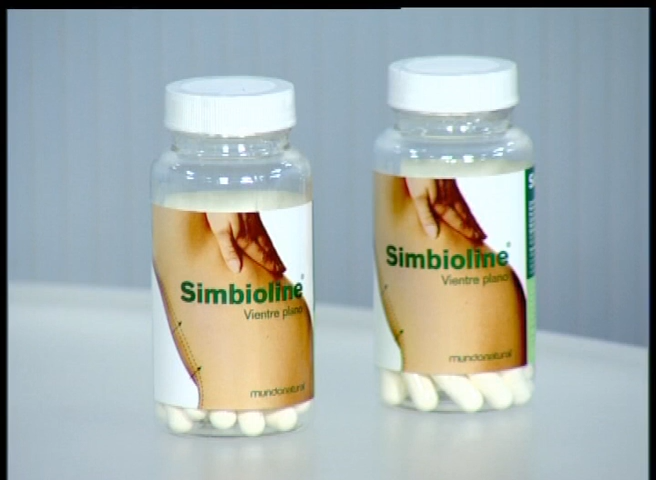 Simbioline®
Vientre plano
mundonatural
Simbioline®
Vientre plano
mundonatural